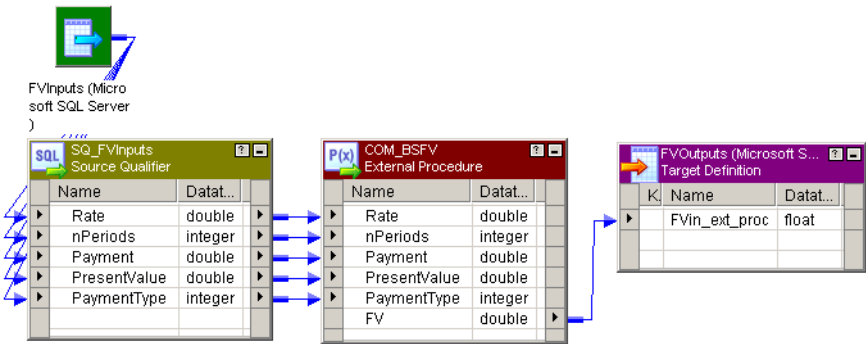 FVInputs (Micro
soft SQL Server
)
SQL SQ_FVInputs
Source Qualifier
Name Datat...
Rate double
nPeriods integer
Payment double
PresentValue double
PaymentType integer
P(x) COM_BSFV
External Procedure
Name Datat...
Rate double
nPeriods integer
Payment double
PresentValue double
PaymentType integer
FV double
FVOutputs (Microsoft S...
Target Definition
K. Name Datat...
FVin_ext_proc float